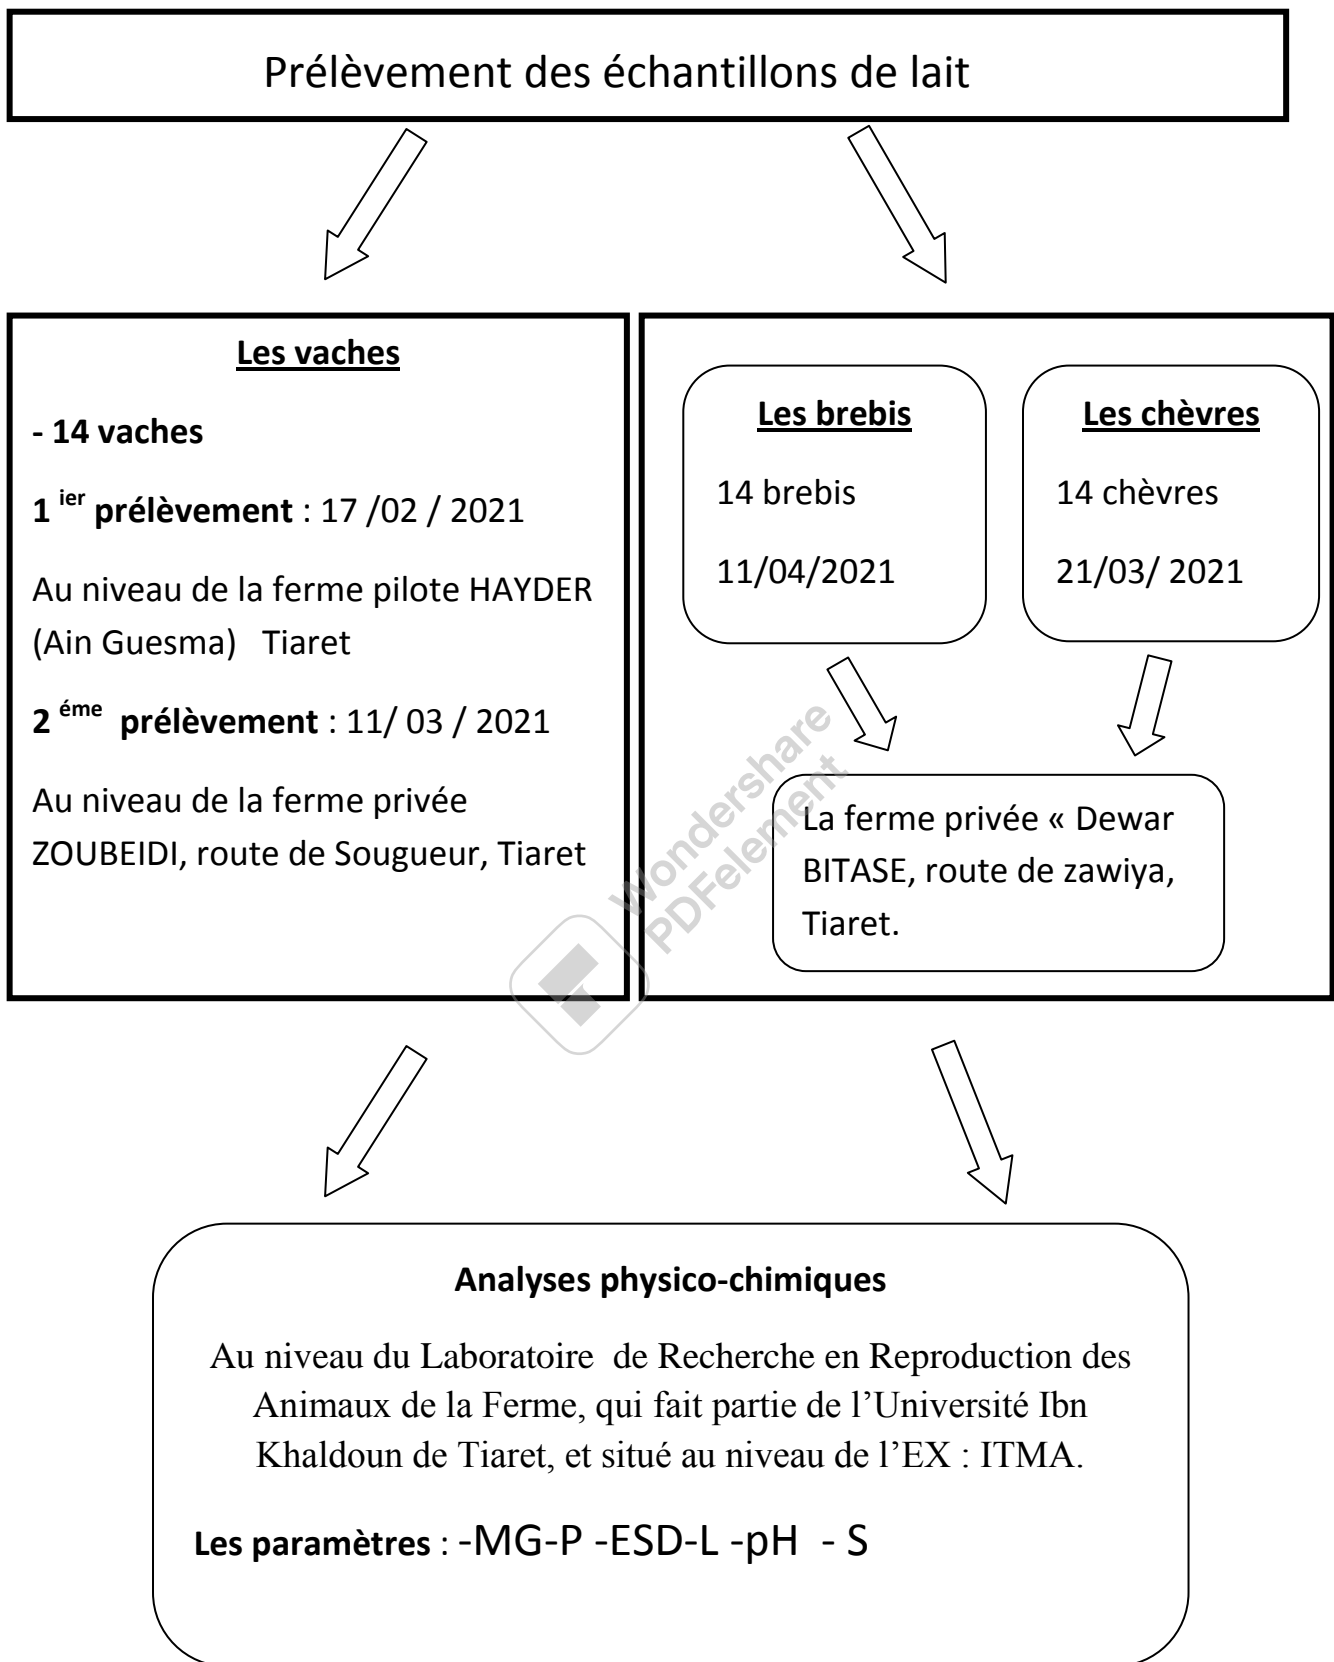 Prélèvement des échantillons de lait
Les vaches
- 14 vaches
1 ier prélèvement : 17 /02 / 2021
Au niveau de la ferme pilote HAYDER
(Ain Guesma) Tiaret
2 éme prélèvement : 11/ 03 / 2021
Au niveau de la ferme privée
ZOUBEIDI, route de Sougueur, Tiaret
Les brebis
14 brebis
11/04/2021
Les chèvres
14 chèvres
21/03/ 2021
La ferme privée « Dewar
BITASE, route de zawiya,
Tiaret.
Wondershare
PDFelement
Analyses physico-chimiques
Au niveau du Laboratoire de Recherche en Reproduction des
Animaux de la Ferme, qui fait partie de l’Université Ibn
Khaldoun de Tiaret, et situé au niveau de l’EX : ITMA.
Les paramètres : -MG-P -ESD-L -pH - S